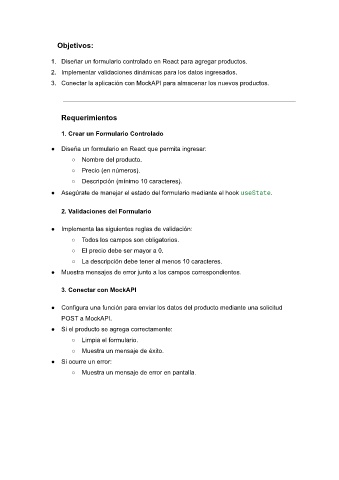 Objetivos:
1. Diseñar un formulario controlado en React para agregar productos.
2. Implementar validaciones dinámicas para los datos ingresados.
3. Conectar la aplicación con MockAPI para almacenar los nuevos productos.
Requerimientos
1. Crear un Formulario Controlado
● Diseña un formulario en React que permita ingresar:
○ Nombre del producto.
○ Precio (en números).
○ Descripción (mínimo 10 caracteres).
● Asegúrate de manejar el estado del formulario mediante el hook useState.
2. Validaciones del Formulario
● Implementa las siguientes reglas de validación:
○ Todos los campos son obligatorios.
○ El precio debe ser mayor a 0.
○ La descripción debe tener al menos 10 caracteres.
● Muestra mensajes de error junto a los campos correspondientes.
3. Conectar con MockAPI
● Configura una función para enviar los datos del producto mediante una solicitud
POST a MockAPI.
● Si el producto se agrega correctamente:
○ Limpia el formulario.
○ Muestra un mensaje de éxito.
● Si ocurre un error:
○ Muestra un mensaje de error en pantalla.